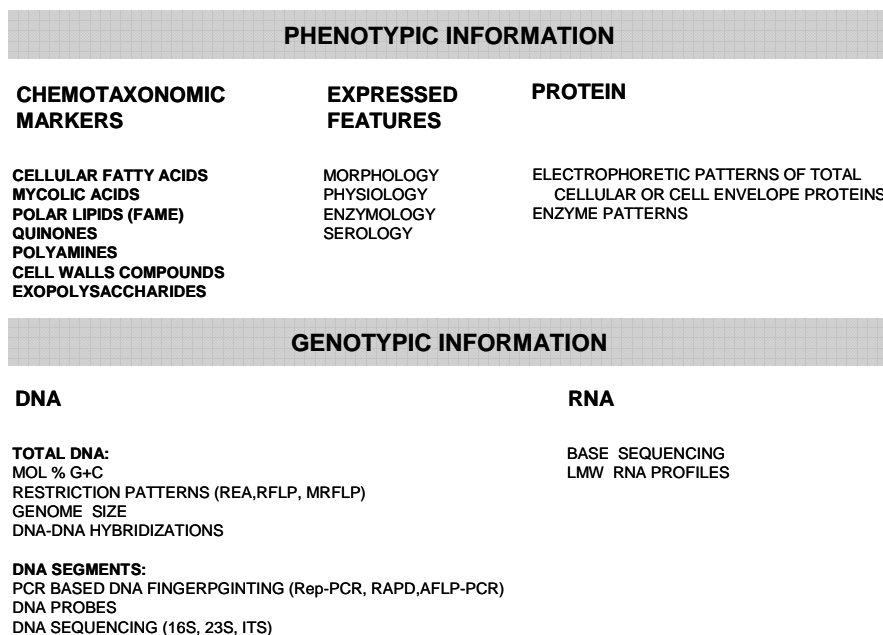 PHENOTYPIC INFORMATION
CHEMOTAXONOMIC
MARKERS
CELLULAR FATTY ACIDS
MYCOLIC ACIDS
POLAR LIPIDS (FAME)
QUINONES
POLYAMINES
CELL WALLS COMPOUNDS
EXOPOLYSACCHARIDES
EXPRESSED
FEATURES
MORPHOLOGY
PHYSIOLOGY
ENZYMOLOGY
SEROLOGY
PROTEIN
ELECTROPHORETIC PATTERNS OF TOTAL
CELLULAR OR CELL ENVELOPE PROTEINS
ENZYME PATTERNS
GENOTYPIC INFORMATION
DNA
TOTAL DNA:
MOL % G+C
RESTRICTION PATTERNS (REA,RFLP, MRFLP)
GENOME SIZE
DNA-DNA HYBRIDIZATIONS
DNA SEGMENTS:
PCR BASED DNA FINGERPGINTING (Rep-PCR, RAPD,AFLP-PCR)
DNA PROBES
DNA SEQUENCING (16S, 23S, ITS)
RNA
BASE SEQUENCING
LMW RNA PROFILES